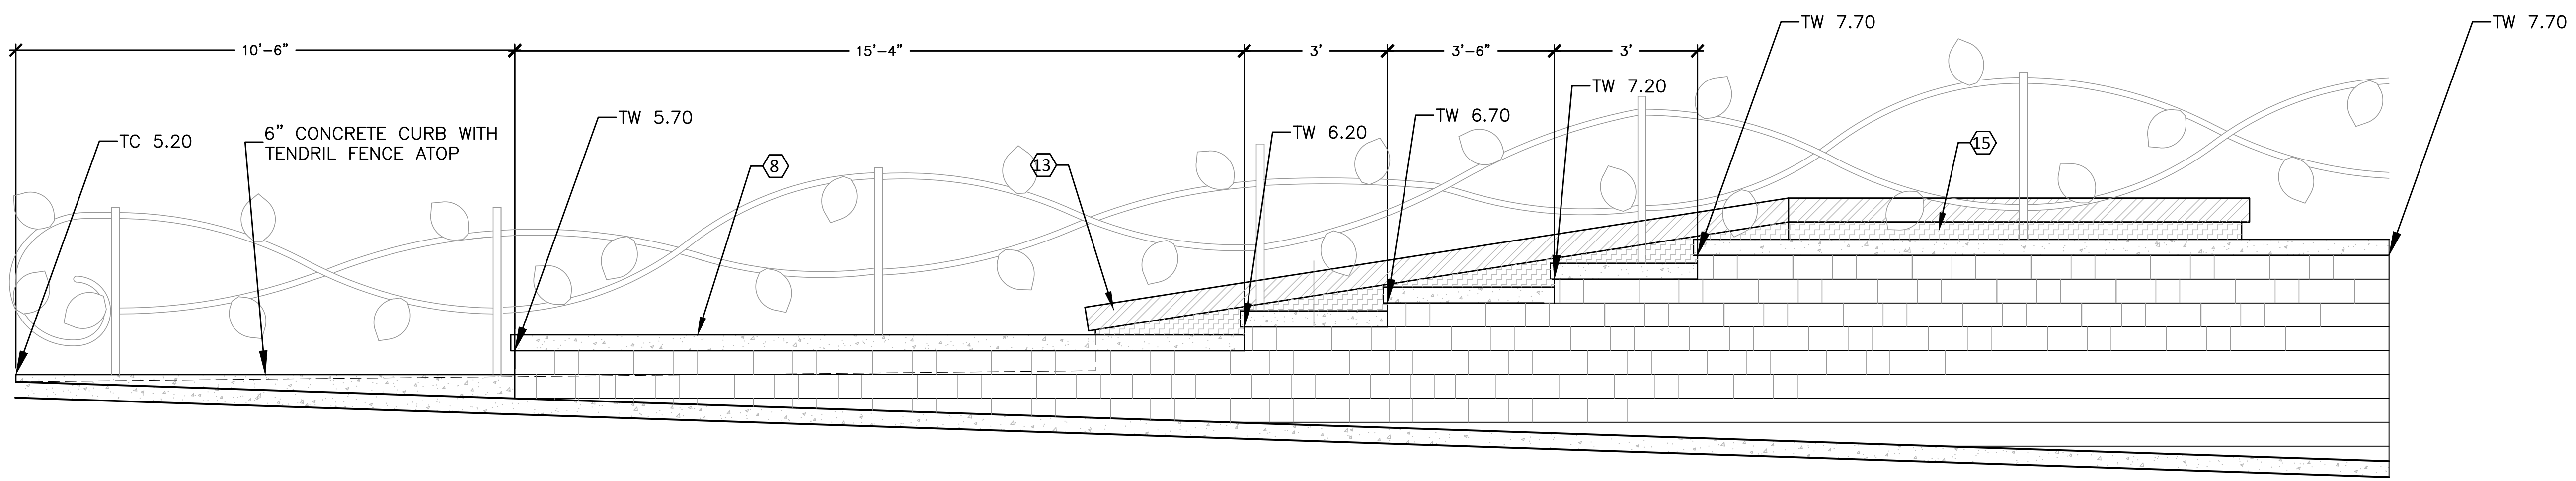 10'-6"
15'-4"
3'
3'-6"
3'
TW 7.70
TW 7.70
TW 7.20
TW 6.70
TW 6.20
TW 5.70
TC 5.20
6" CONCRETE CURB WITH
TENDRIL FENCE ATOP
8
13
15